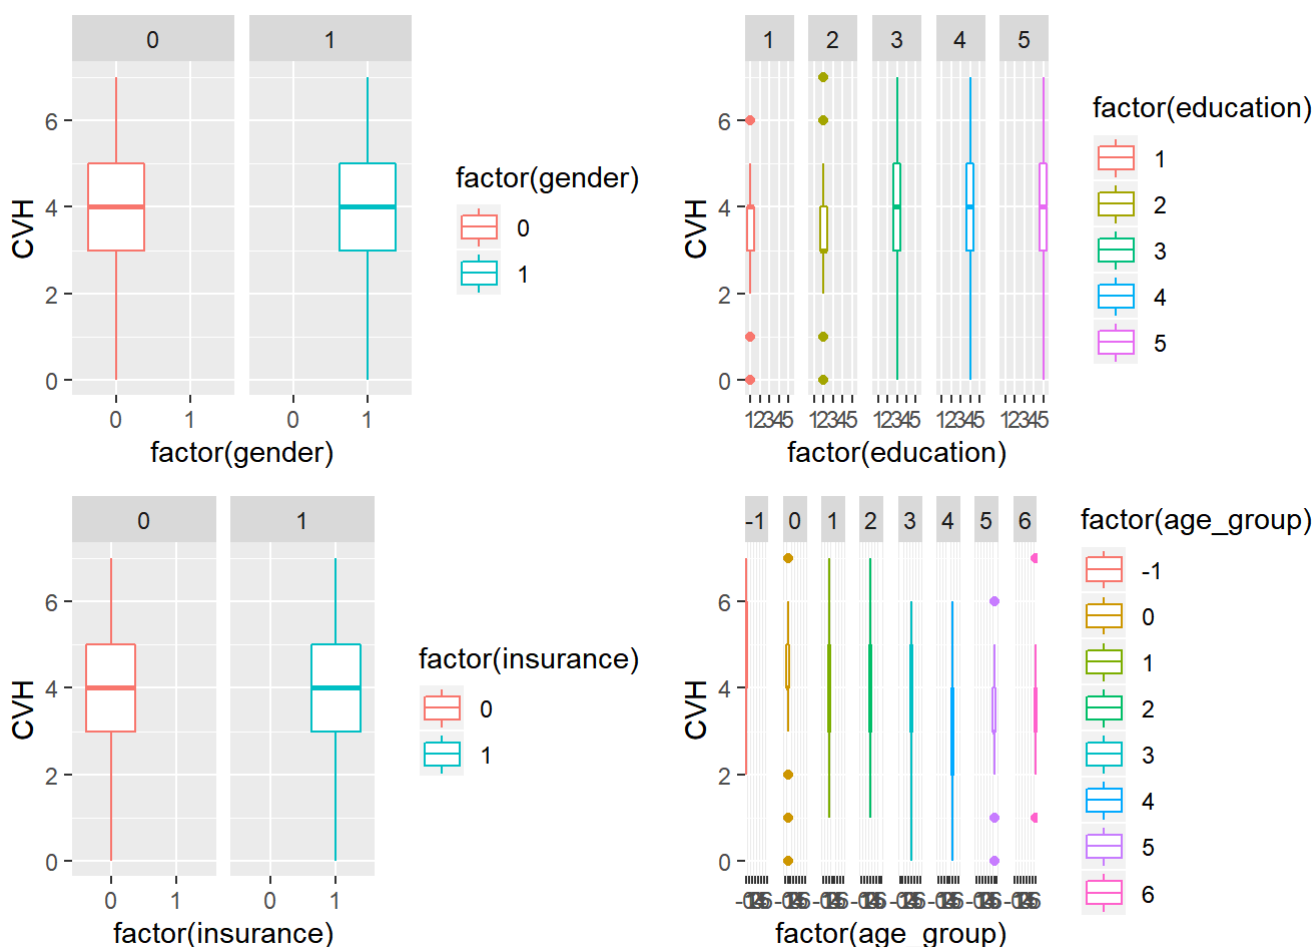 0 1
CVH
6
4
2
0
0 1 0 1
factor(gender)
factor(gender)
0
1
1 2 3 4 5
CVH
6
4
2
0
12345 12345 12345 12345 12345
factor(education)
factor(education)
1
2
3
4
5
0 1
CVH
6
4
2
0
0 1 0 1
factor(insurance)
factor(insurance)
0
1
-1 0 1 2 3 4 5 6
CVH
6
4
2
0
factor(age_group)
factor(age_group)
-1
0
1
2
3
4
5
6